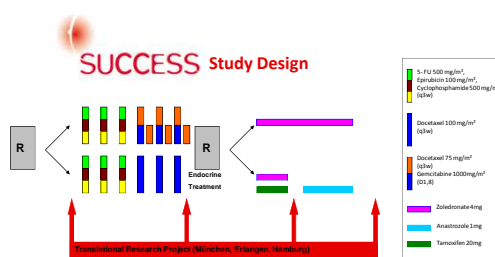 SUCCESS Study Design
5- FU 500 mg/m²,
Epirubicin 100 mg/m²,
Cyclophosphamide 500 mg/m²
(q3w)
Docetaxel 100 mg/m²
(q3w)
Docetaxel 75 mg/m²
(q3w)
Gemcitabine 1000mg/m²
(D1,8)
Zoledronate 4mg
Anastrozole 1mg
Tamoxifen 20mg
R
R
Endocrine
Treatment
Translational Research Project (München, Erlangen, Hamburg)